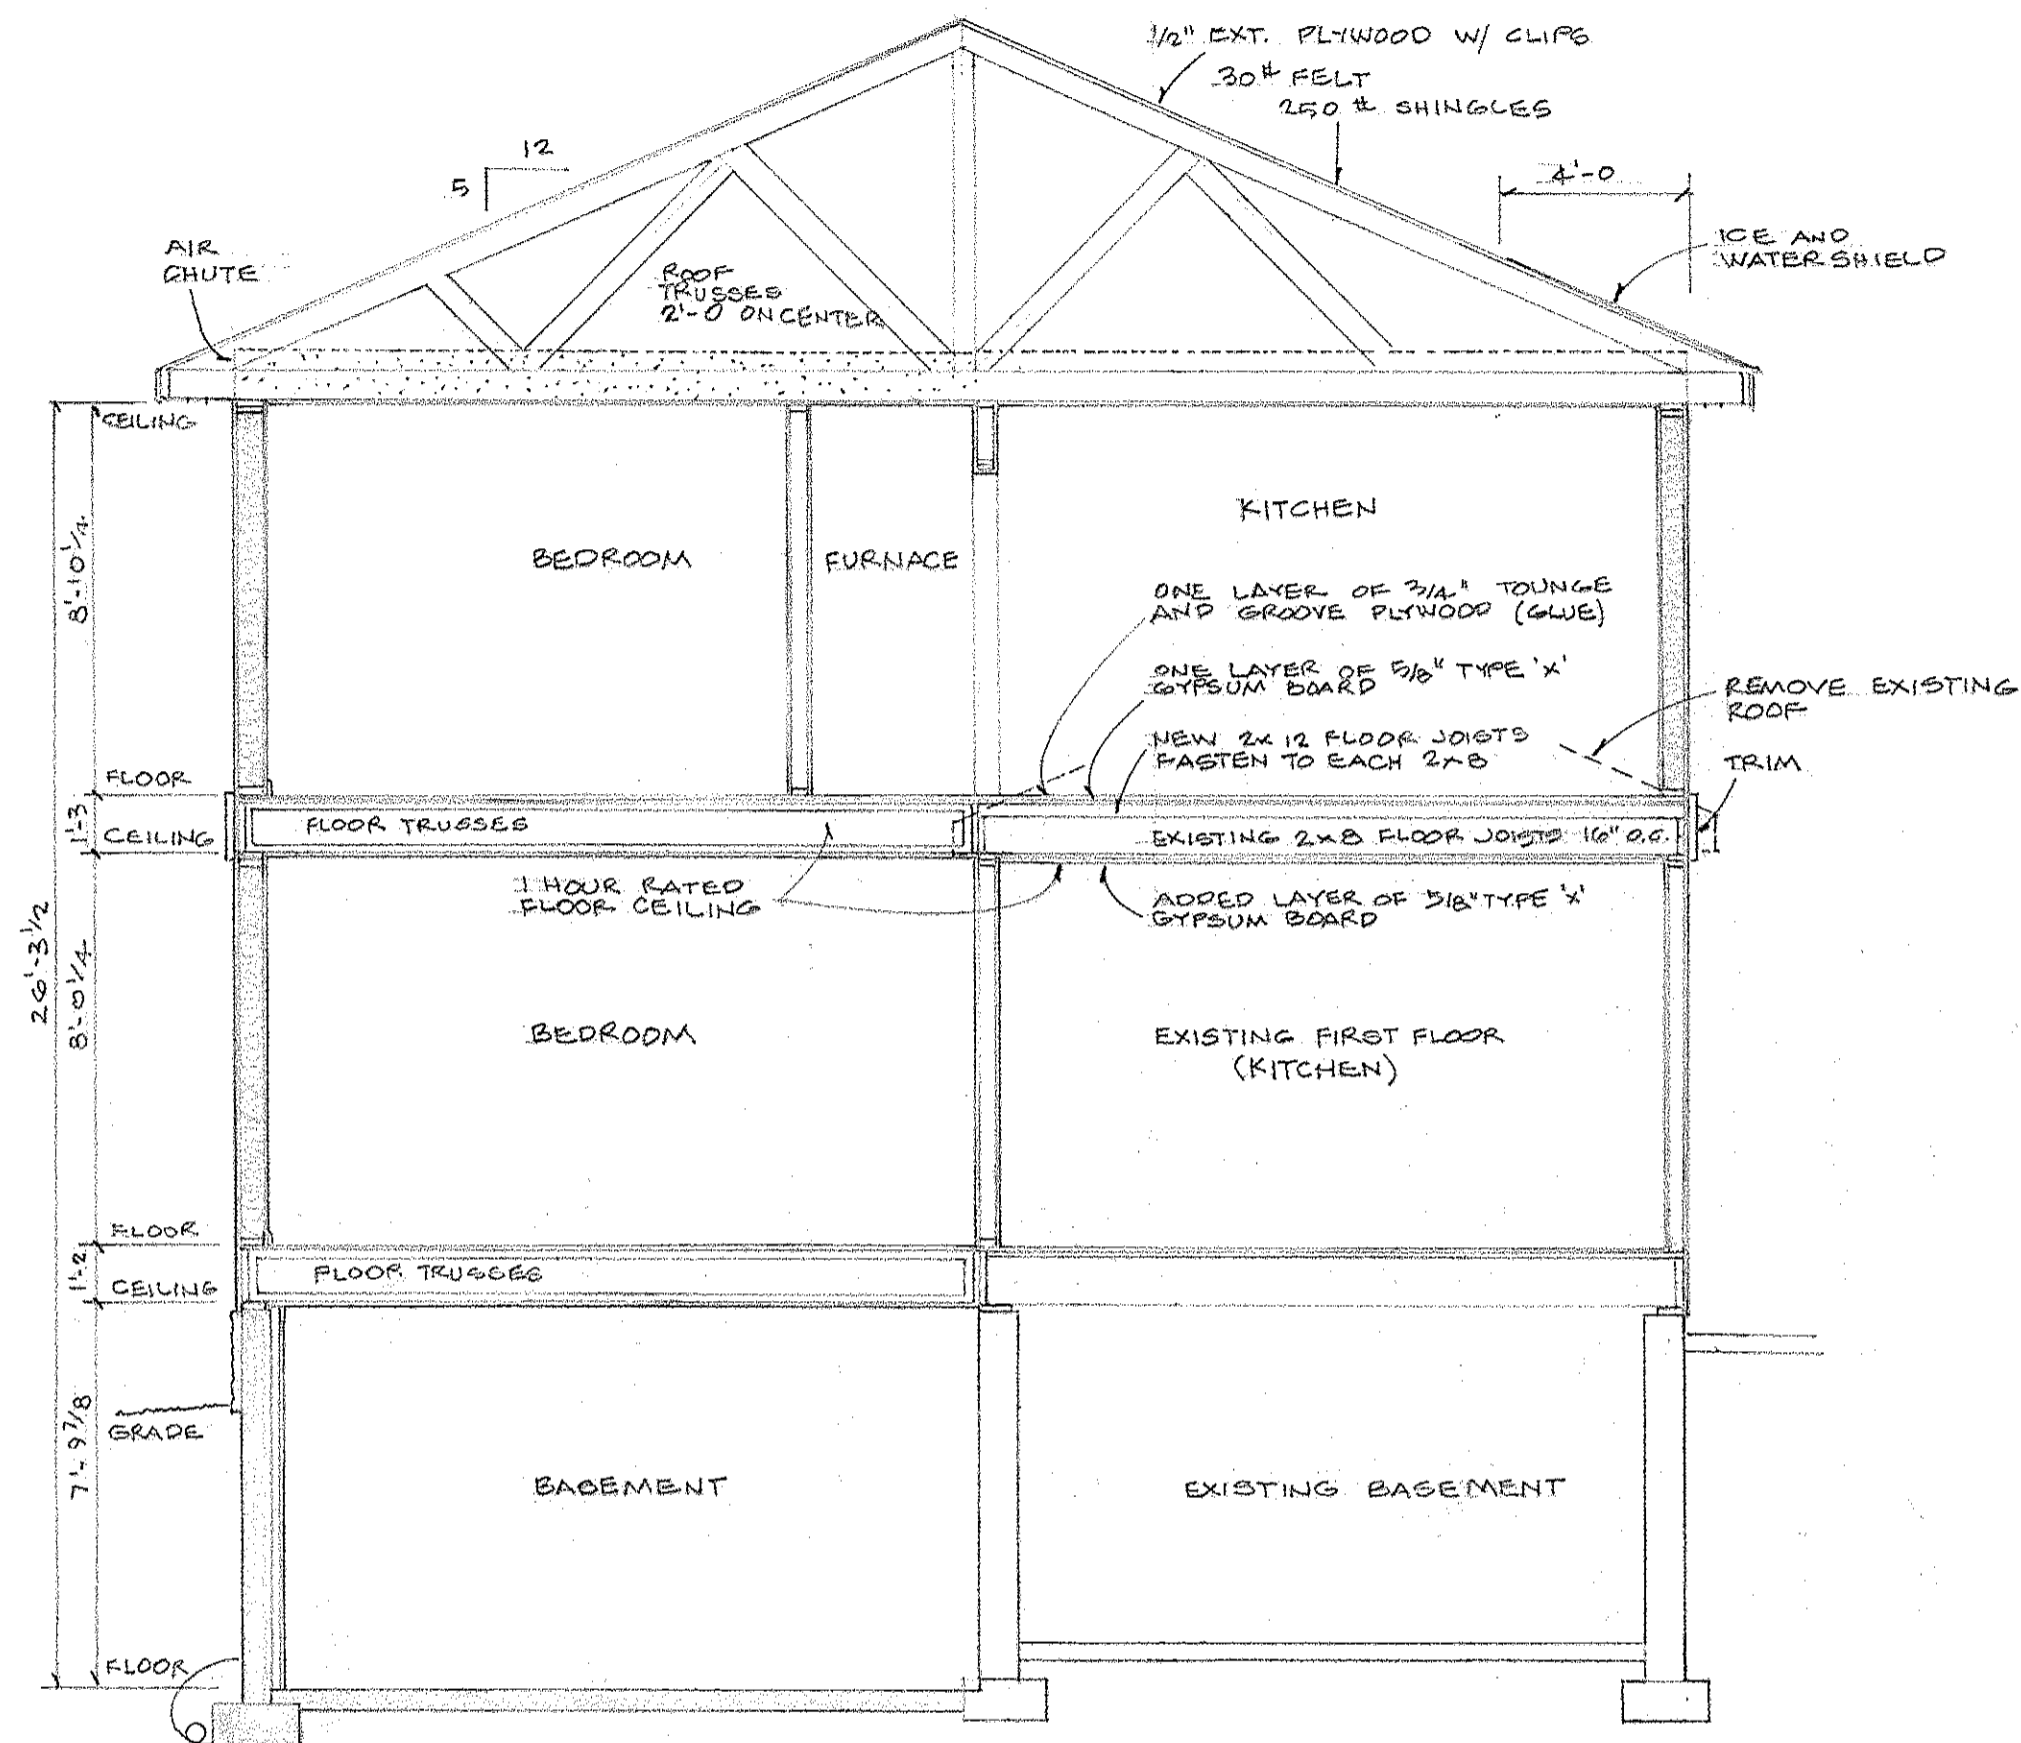 1/2" EXT. PLYWOOD W/ CLIPS
30# FELT
250 # SHINGLES
12
5
4'-0
AIR
CHUTE
ROOF
TRUSSES
2'-0 ON CENTER
ICE AND
WATER SHIELD
CEILING
8'-10 1/4
BEDROOM
FURNACE
KITCHEN
ONE LAYER OF 3/4" TOUNGE
AND GROOVE PLYWOOD (GLUE)
ONE LAYER OF 5/8" TYPE 'X'
GYPSUM BOARD
NEW 2x12 FLOOR JOISTS
FASTEN TO EACH 2x8
REMOVE EXISTING
ROOF
TRIM
FLOOR
1'-3
CEILING
FLOOR TRUSSES
EXISTING 2x8 FLOOR JOISTS 16" O.C.
1 HOUR RATED
FLOOR CEILING
ADDED LAYER OF 5/8" TYPE 'X'
GYPSUM BOARD
26'-3 1/2
8'-0 1/4
BEDROOM
EXISTING FIRST FLOOR
(KITCHEN)
FLOOR
1'-2
CEILING
FLOOR TRUSSES
GRADE
7'-9 7/8
BASEMENT
EXISTING BASEMENT
FLOOR